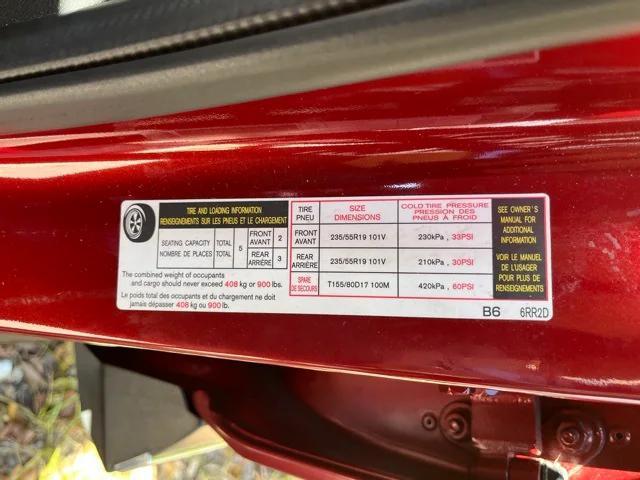 TIRE AND LOADING INFORMATION
RENSEIGNEMENTS SUR LES PNEUS ET LE CHARGEMENT
SEATING CAPACITY TOTAL 5 FRONT AVANT 2
NOMBRE DE PLACES TOTAL REAR ARRIÈRE 3
The combined weight of occupants
and cargo should never exceed 408 kg or 900 lbs.
Le poids total des occupants et du chargement ne doit
jamais dépasser 408 kg ou 900 lb.
TIRE PNEU SIZE DIMENSIONS COLD TIRE PRESSURE PRESSION DES PNEUS À FROID
FRONT AVANT 235/55R19 101V 230kPa , 33PSI
REAR ARRIÈRE 235/55R19 101V 210kPa , 30PSI
SPARE DE SECOURS T155/80D17 100M 420kPa , 60PSI
SEE OWNER'S
MANUAL FOR
ADDITIONAL
INFORMATION
VOIR LE MANUEL
DE L'USAGER
POUR PLUS DE
RENSEIGNEMENTS
B6 6RR2D